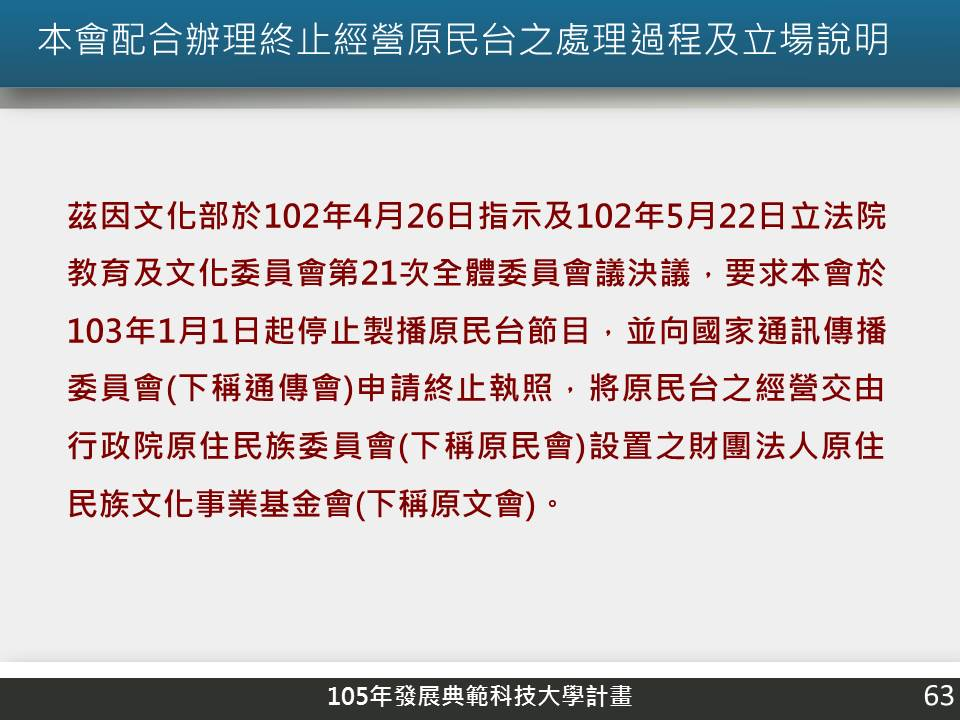 本會配合辦理終止經營原民台之處理過程及立場說明
茲因文化部於102年4月26日指示及102年5月22日立法院
教育及文化委員會第21次全體委員會議決議，要求本會於
103年1月1日起停止製播原民台節目，並向國家通訊傳播
委員會(下稱通傳會)申請終止執照，將原民台之經營交由
行政院原住民族委員會(下稱原民會)設置之財團法人原住
民族文化事業基金會(下稱原文會)。
105年發展典範科技大學計畫
63